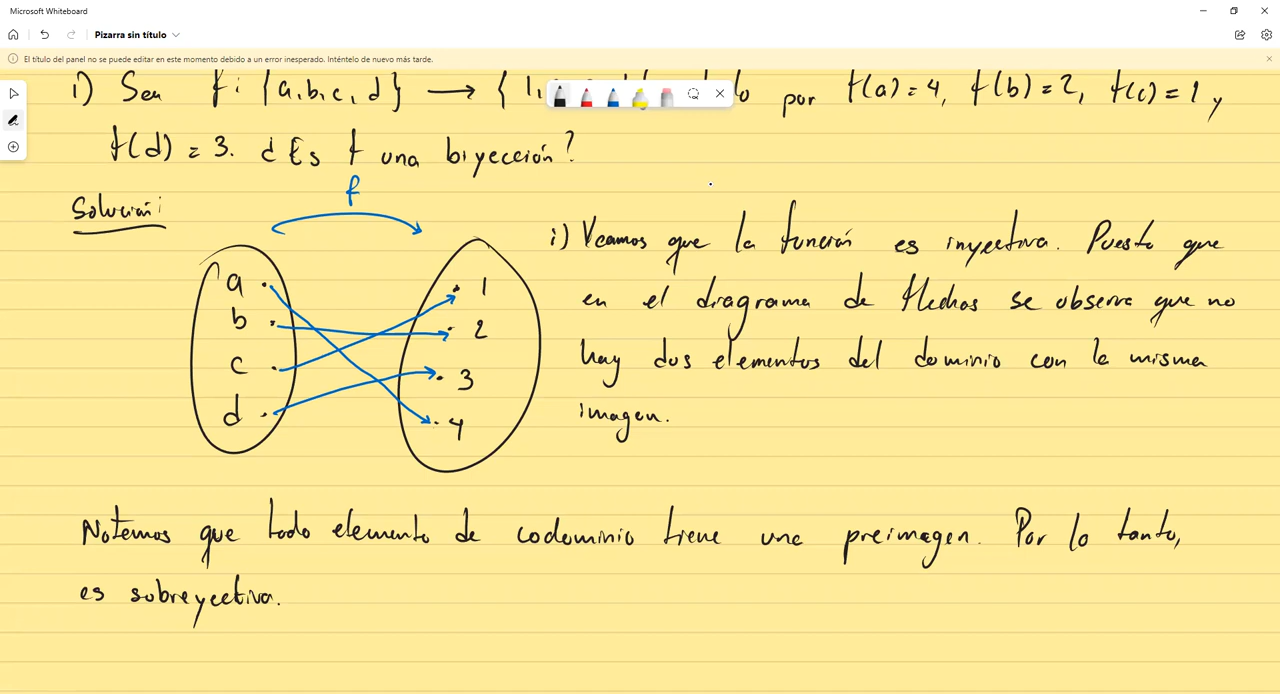 Microsoft Whiteboard
Pizarra sin título
El título del panel no se puede editar en este momento debido a un error inesperado. Inténtelo de nuevo más tarde.
1) Sea f: {a,b,c,d} → {1, por f(a)=4, f(b)=2, f(c)=1 y
f(d) = 3. ¿Es f una biyección?
Solución:
f
a
b
c
d
1
2
3
4
i) Veamos que la función es inyectiva. Puesto que
en el diagrama de flechas se observa que no
hay dos elementos del dominio con la misma
imagen.
Notemos que todo elemento de codominio tiene una preimagen. Por lo tanto,
es sobreyectiva.